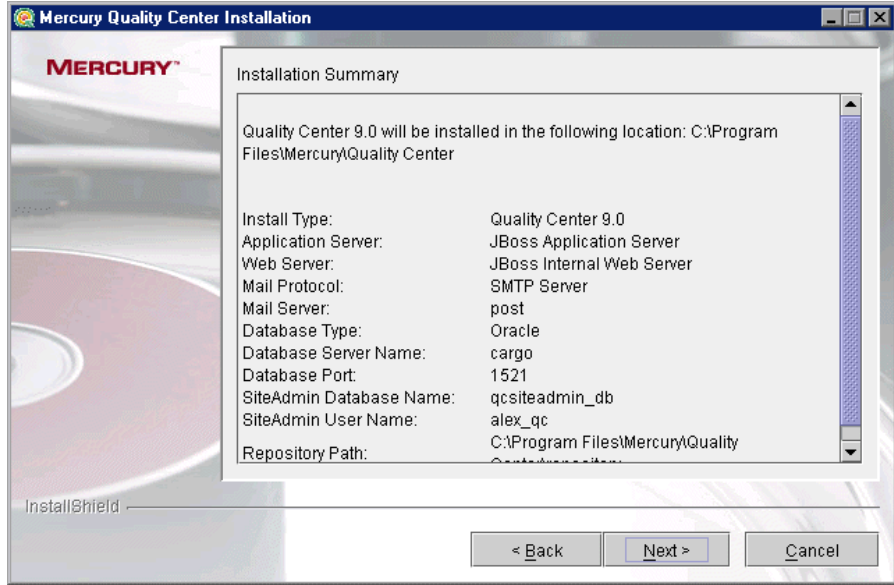 Mercury Quality Center Installation
MERCURY™
Installation Summary
Quality Center 9.0 will be installed in the following location: C:\Program
Files\Mercury\Quality Center
Install Type: Quality Center 9.0
Application Server: JBoss Application Server
Web Server: JBoss Internal Web Server
Mail Protocol: SMTP Server
Mail Server: post
Database Type: Oracle
Database Server Name: cargo
Database Port: 1521
SiteAdmin Database Name: qcsiteadmin_db
SiteAdmin User Name: alex_qc
Repository Path: C:\Program Files\Mercury\Quality
Center\repository
InstallShield
< Back Next > Cancel